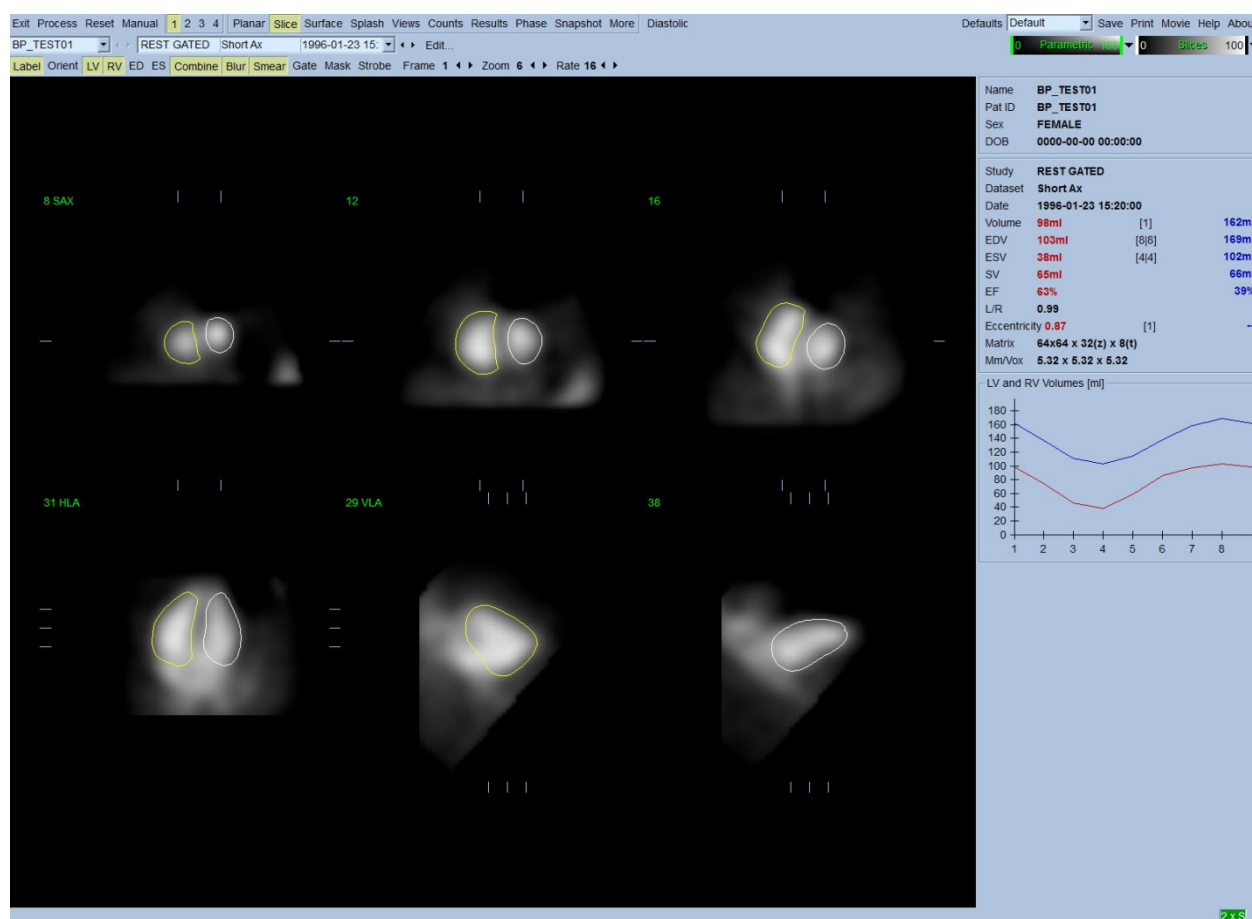 Exit Process Reset Manual 1 2 3 4 Planar Slice Surface Splash Views Counts Results Phase Snapshot More Diastolic Defaults Default Save Print Movie Help Abou
BP_TEST01 REST GATED Short Ax 1996-01-23 15: Edit... 0 Parametric 100 0 Slices 100
Label Orient LV RV ED ES Combine Blur Smear Gate Mask Strobe Frame 1 Zoom 6 Rate 16
8 SAX 12 16
31 HLA 29 VLA 38
Name BP_TEST01
Pat ID BP_TEST01
Sex FEMALE
DOB 0000-00-00 00:00:00
Study REST GATED
Dataset Short Ax
Date 1996-01-23 15:20:00
Volume 98ml [1] 162m
EDV 103ml [8|8] 169m
ESV 38ml [4|4] 102m
SV 65ml 66m
EF 63% 39%
L/R 0.99
Eccentricity 0.87 [1] --
Matrix 64x64 x 32(z) x 8(t)
Mm/Vox 5.32 x 5.32 x 5.32
LV and RV Volumes [ml]
180
160
140
120
100
80
60
40
20
0
1 2 3 4 5 6 7 8
2 x S